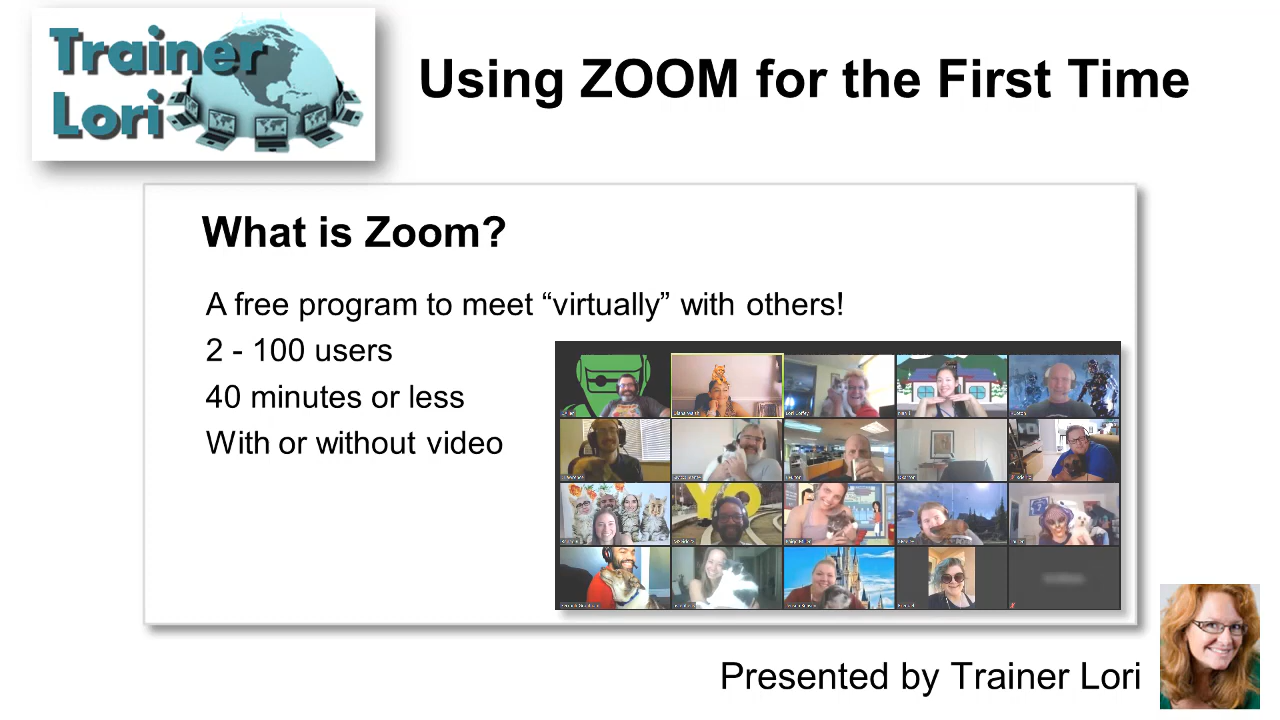 Trainer
Lori
Using ZOOM for the First Time
What is Zoom?
A free program to meet “virtually” with others!
2 - 100 users
40 minutes or less
With or without video
YO
Presented by Trainer Lori